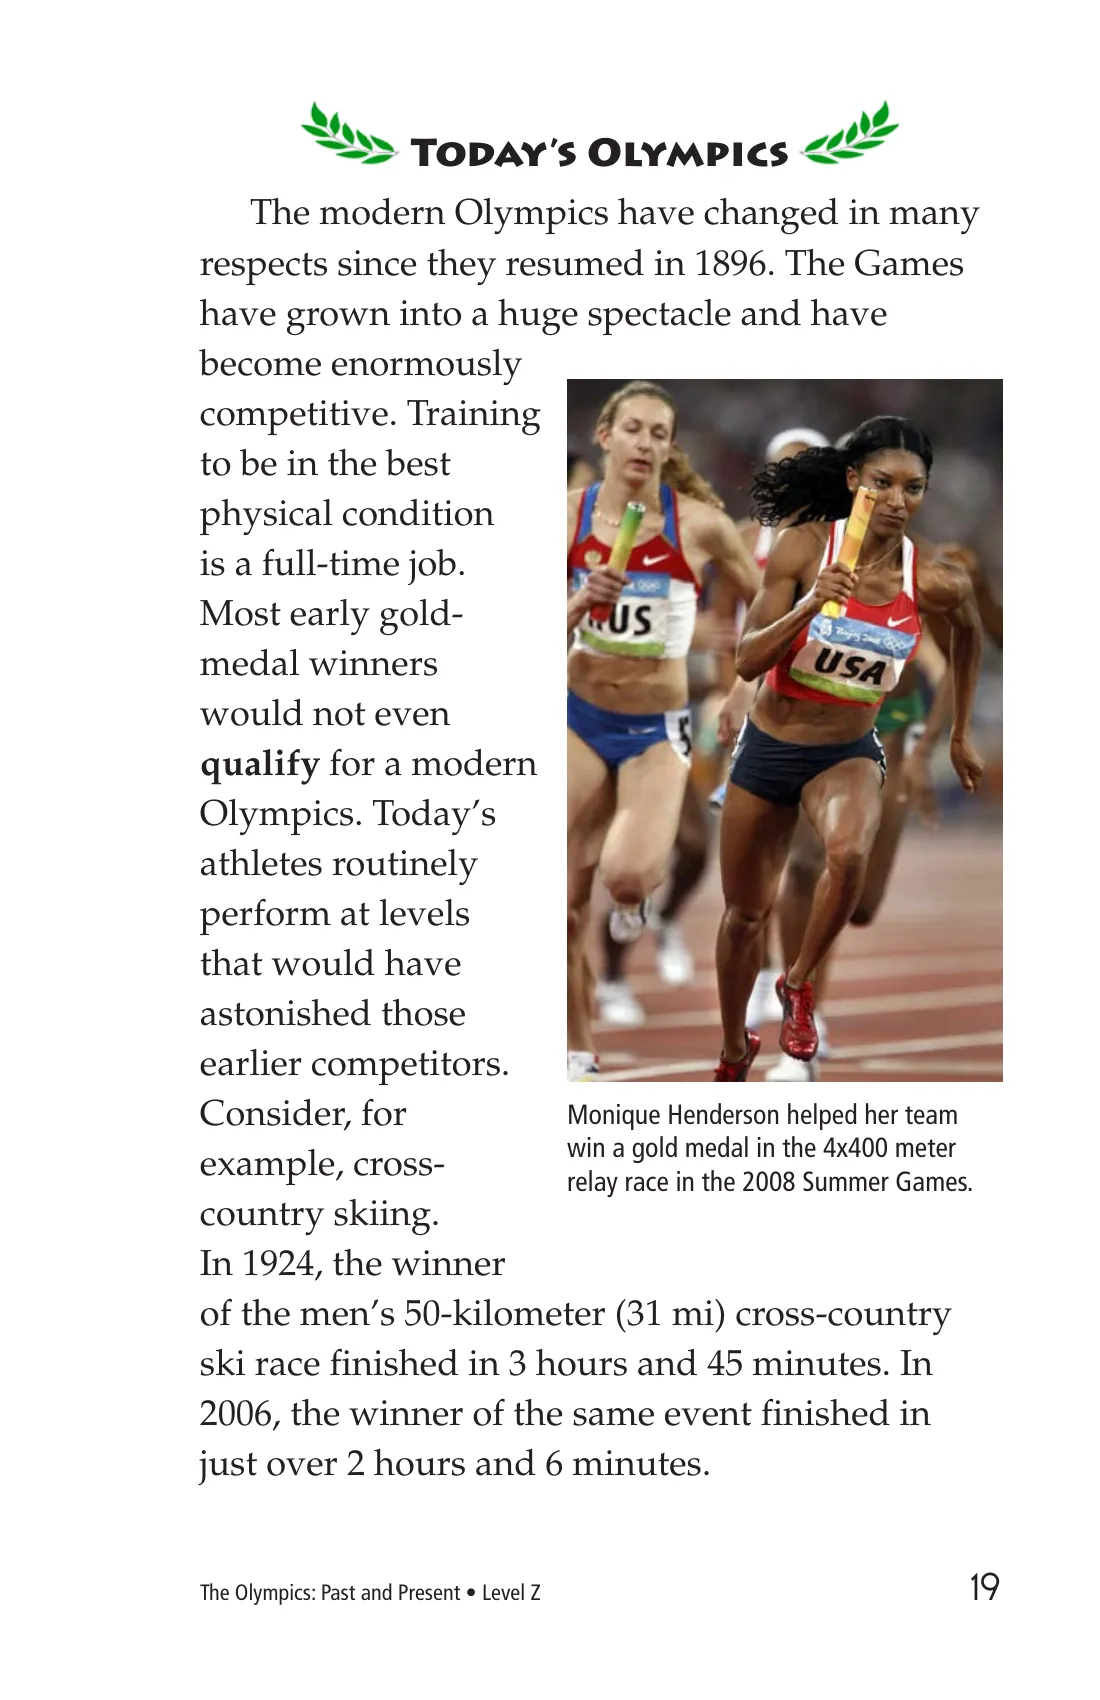 TODAY'S OLYMPICS
The modern Olympics have changed in many
respects since they resumed in 1896. The Games
have grown into a huge spectacle and have
become enormously
competitive. Training
to be in the best
physical condition
is a full-time job.
Most early gold-
medal winners
would not even
qualify for a modern
Olympics. Today's
athletes routinely
perform at levels
that would have
astonished those
earlier competitors.
Consider, for
example, cross-
country skiing.
In 1924, the winner
of the men's 50-kilometer (31 mi) cross-country
ski race finished in 3 hours and 45 minutes. In
2006, the winner of the same event finished in
just over 2 hours and 6 minutes.
RUS
Beijing 2008
USA
Monique Henderson helped her team
win a gold medal in the 4x400 meter
relay race in the 2008 Summer Games.
The Olympics: Past and Present • Level Z
19